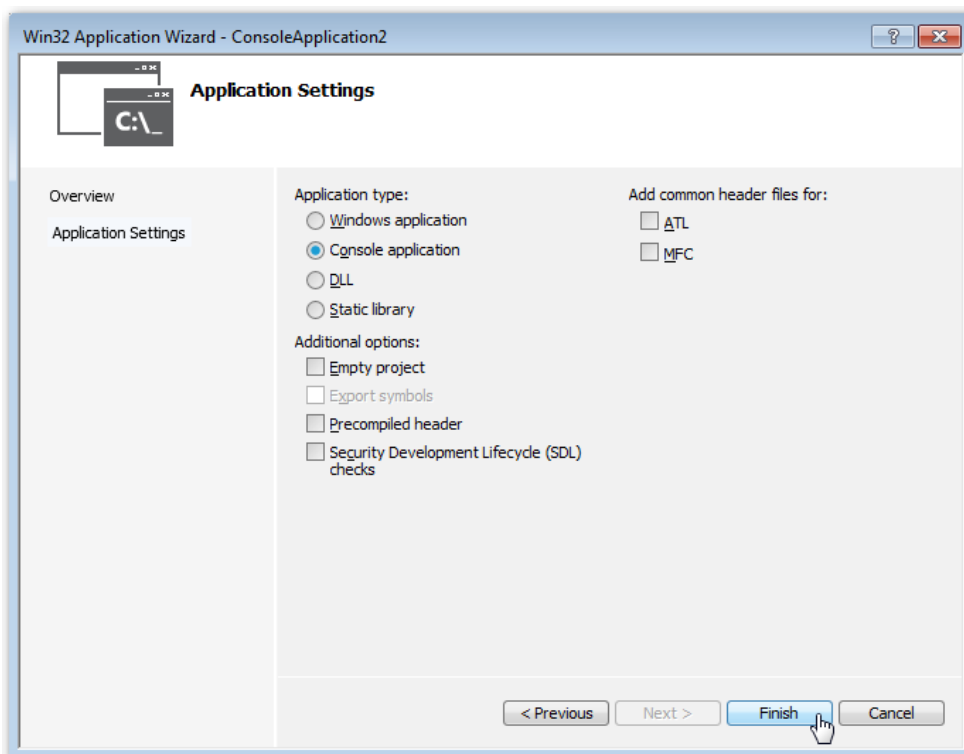 Win32 Application Wizard - ConsoleApplication2
C:\_
Application Settings
Overview
Application Settings
Application type:
Windows application
Console application
DLL
Static library
Additional options:
Empty project
Export symbols
Precompiled header
Security Development Lifecycle (SDL)
checks
Add common header files for:
ATL
MFC
< Previous
Next >
Finish
Cancel